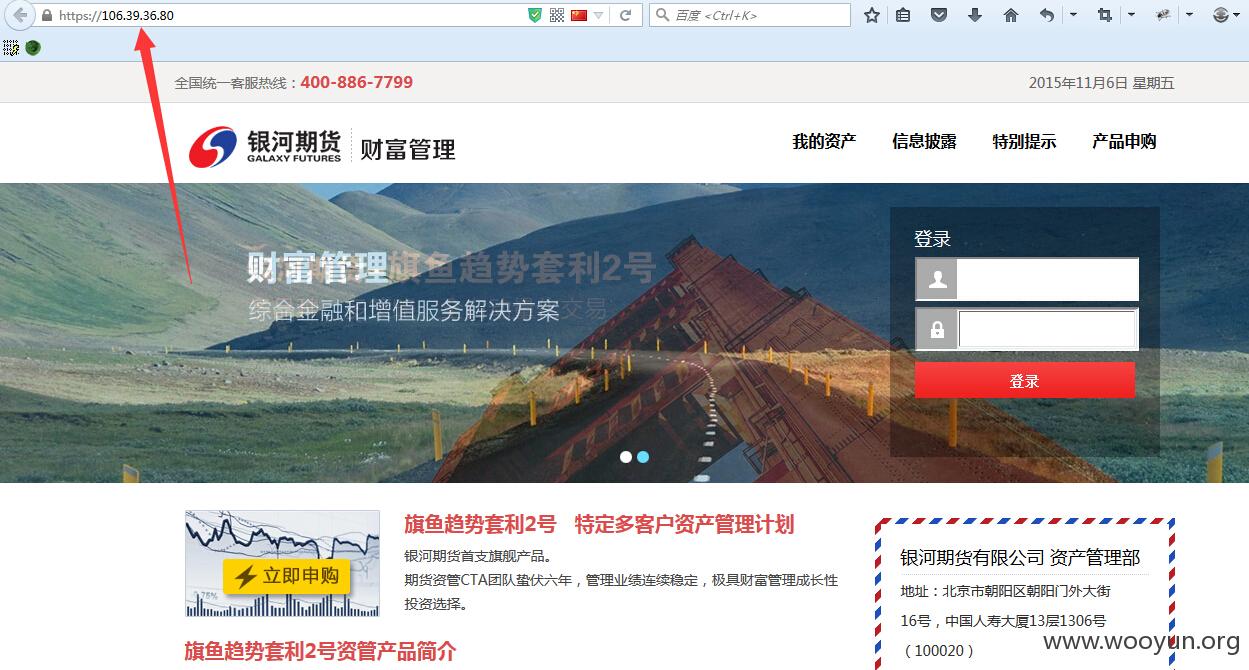 https://106.39.36.80
百度 <Ctrl+K>
全国统一客服热线：400-886-7799
2015年11月6日 星期五
银河期货
GALAXY FUTURES
财富管理
我的资产 信息披露 特别提示 产品申购
登录
财富管理 旗鱼趋势套利2号
综合金融和增值服务解决方案
交易
登录
旗鱼趋势套利2号 特定多客户资产管理计划
银河期货首支旗舰产品。
期货资管CTA团队蛰伏六年，管理业绩连续稳定，极具财富管理成长性
投资选择。
立即申购
0.75%
旗鱼趋势套利2号资管产品简介
银河期货有限公司 资产管理部
地址：北京市朝阳区朝阳门外大街
16号，中国人寿大厦13层1306号
（100020）
www.wooyun.org